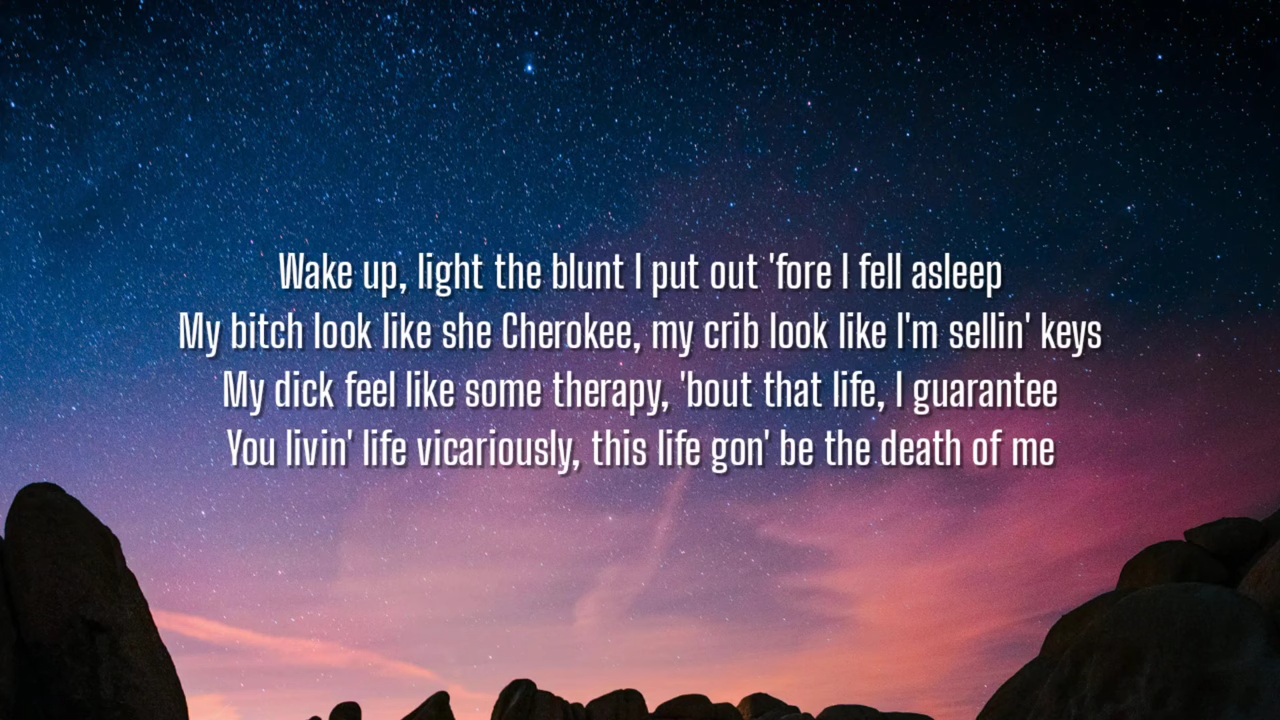 Wake up, light the blunt I put out 'fore I fell asleep
My bitch look like she Cherokee, my crib look like I'm sellin' keys
My dick feel like some therapy, 'bout that life, I guarantee
You livin' life vicariously, this life gon' be the death of me